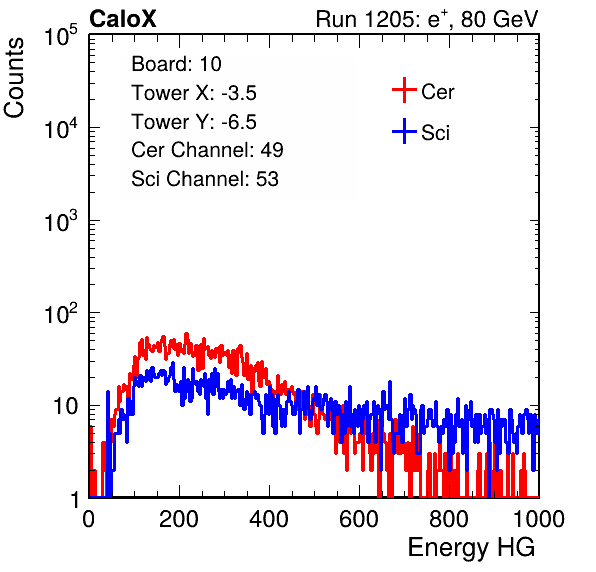 CaloX Run 1205: e⁺, 80 GeV
Board: 10
Tower X: -3.5
Tower Y: -6.5
Cer Channel: 49
Sci Channel: 53
Cer
Sci
Counts
10⁵
10⁴
10³
10²
10
1
0 200 400 600 800 1000
Energy HG